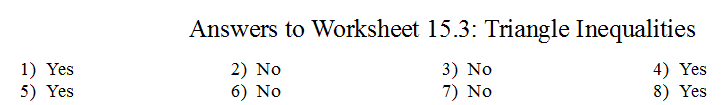 Answers to Worksheet 15.3: Triangle Inequalities
1) Yes 2) No 3) No 4) Yes
5) Yes 6) No 7) No 8) Yes